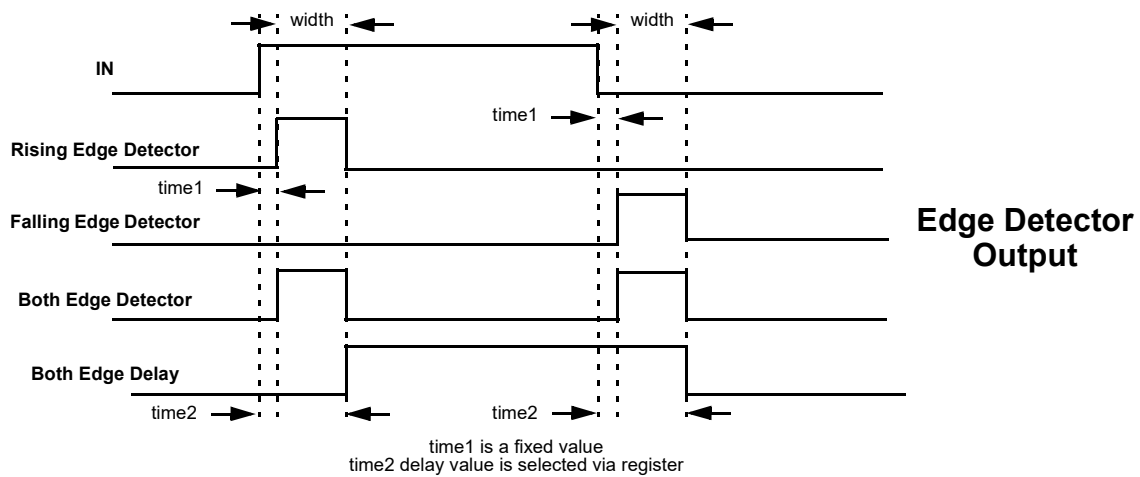 width
width
IN
time1
Rising Edge Detector
time1
Falling Edge Detector
Edge Detector
Output
Both Edge Detector
Both Edge Delay
time2
time2
time1 is a fixed value
time2 delay value is selected via register